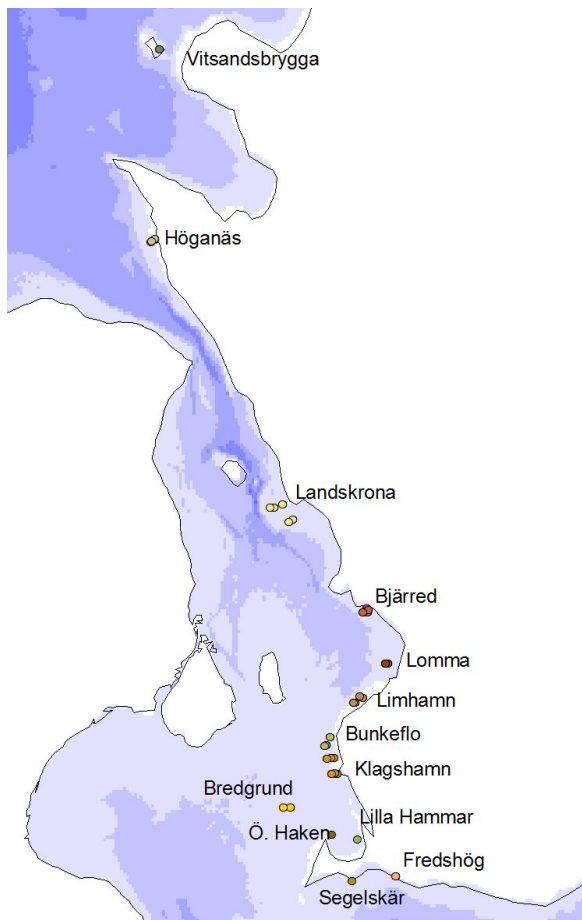 Vitsandsbrygga
Höganäs
Landskrona
Bjärred
Lomma
Limhamn
Bunkeflo
Klagshamn
Bredgrund
Lilla Hammar
Ö. Haken
Fredshög
Segelskär